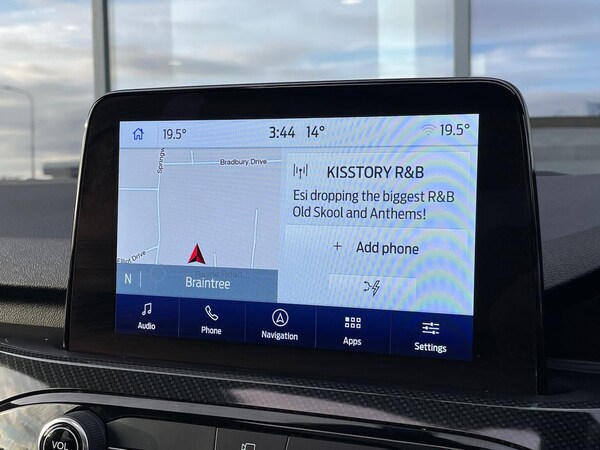 19.5°
3:44
14°
19.5°
Bradbury Drive
KISSTORY R&B
Esi dropping the biggest R&B
Old Skool and Anthems!
+ Add phone
N
Braintree
Audio
Phone
Navigation
Apps
Settings
VOL